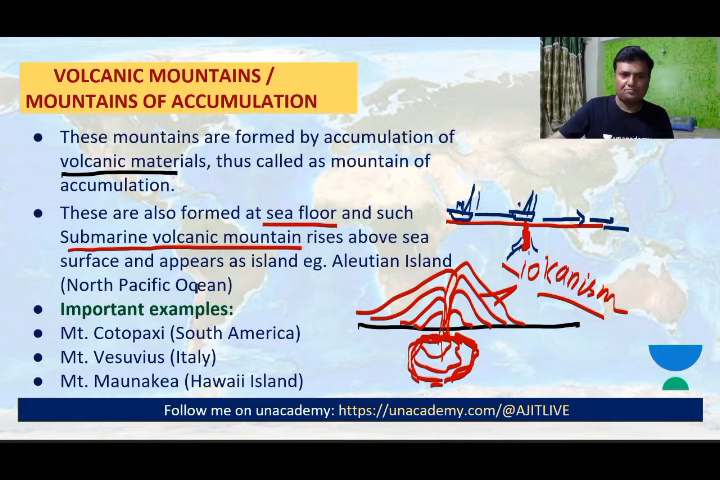 VOLCANIC MOUNTAINS /
MOUNTAINS OF ACCUMULATION
● These mountains are formed by accumulation of
volcanic materials, thus called as mountain of
accumulation.
● These are also formed at sea floor and such
Submarine volcanic mountain rises above sea
surface and appears as island eg. Aleutian Island
(North Pacific Ocean)
● Important examples:
● Mt. Cotopaxi (South America)
● Mt. Vesuvius (Italy)
● Mt. Maunakea (Hawaii Island)
Vokanism
unacademy
Follow me on unacademy: https://unacademy.com/@AJITLIVE